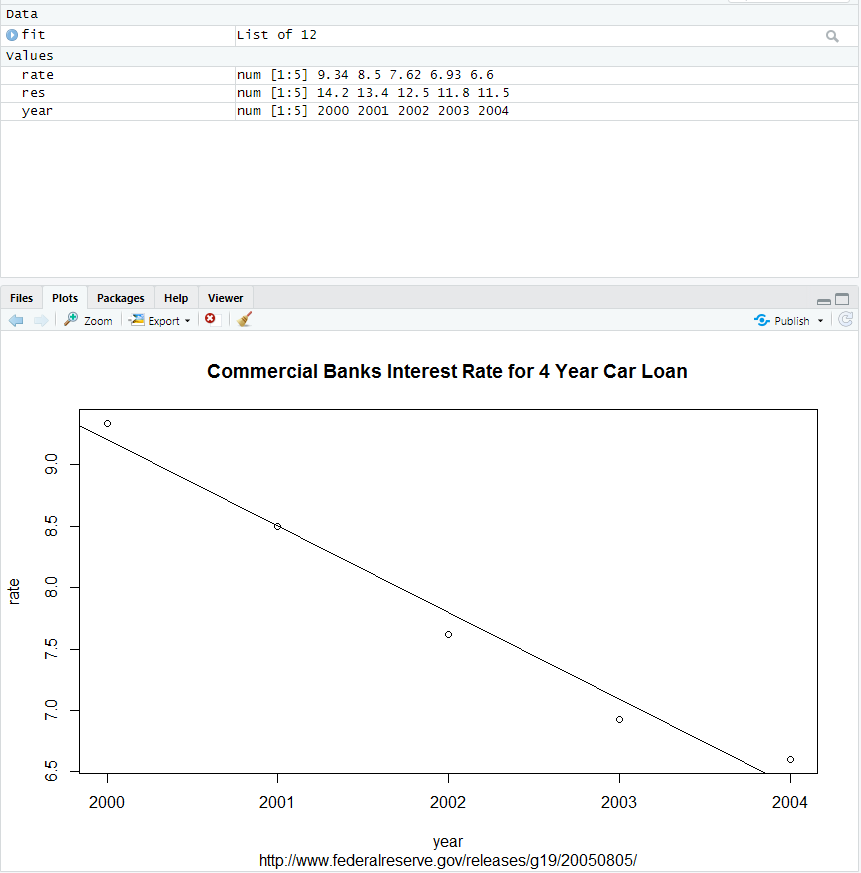 Data
fit List of 12
Values
rate num [1:5] 9.34 8.5 7.62 6.93 6.6
res num [1:5] 14.2 13.4 12.5 11.8 11.5
year num [1:5] 2000 2001 2002 2003 2004
Files Plots Packages Help Viewer
Zoom Export Publish
Commercial Banks Interest Rate for 4 Year Car Loan
rate
9.0
8.5
8.0
7.5
7.0
6.5
2000 2001 2002 2003 2004
year
http://www.federalreserve.gov/releases/g19/20050805/